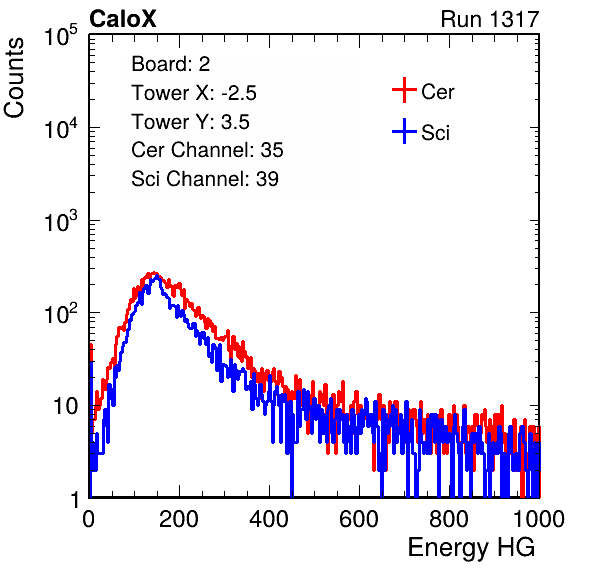 CaloX Run 1317
Counts
10^5
10^4
10^3
10^2
10
1
Board: 2
Tower X: -2.5
Tower Y: 3.5
Cer Channel: 35
Sci Channel: 39
Cer
Sci
0 200 400 600 800 1000
Energy HG